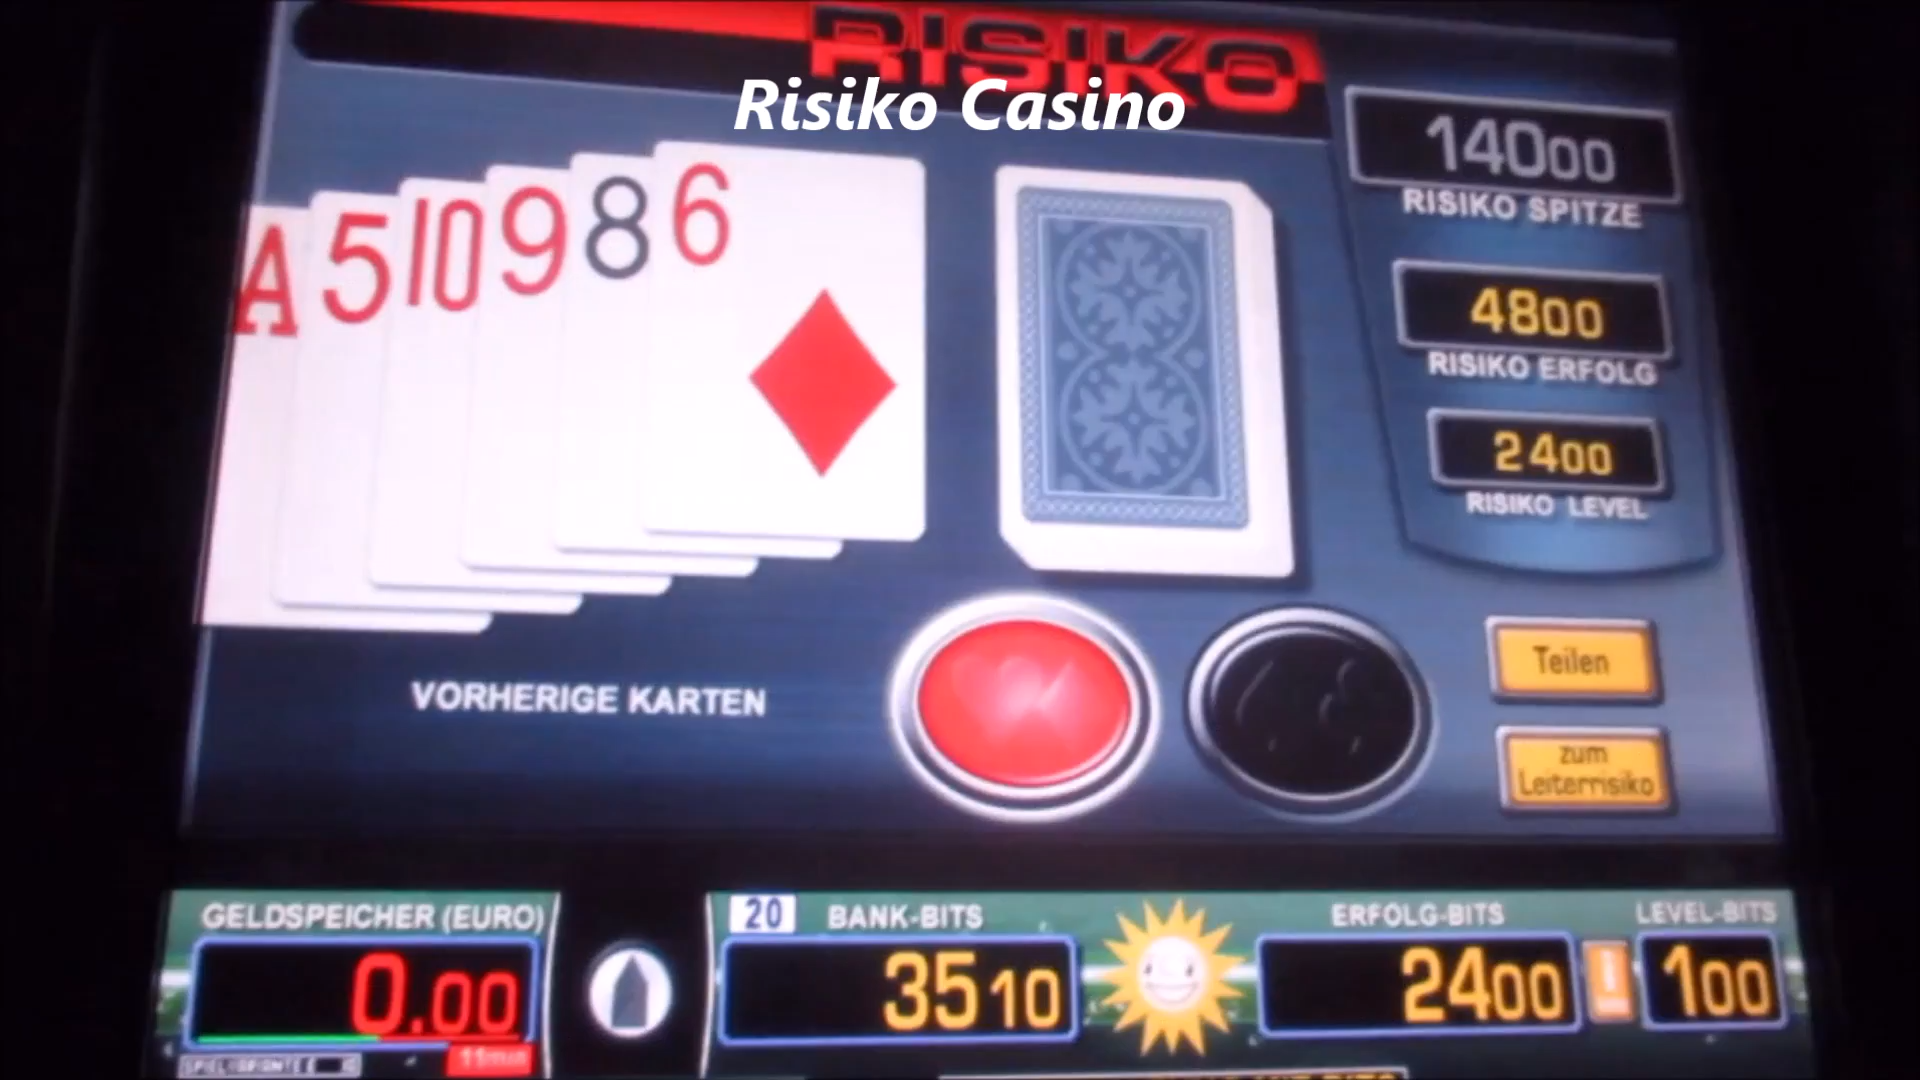 RISIKO
Risiko Casino
A 5 10 9 8 6
14000
RISIKO SPITZE
4800
RISIKO ERFOLG
2400
RISIKO LEVEL
VORHERIGE KARTEN
Teilen
zum
Leiterrisiko
GELDSPEICHER (EURO)
0.00
11min
20
BANK-BITS
3510
ERFOLG-BITS
2400
LEVEL-BITS
100